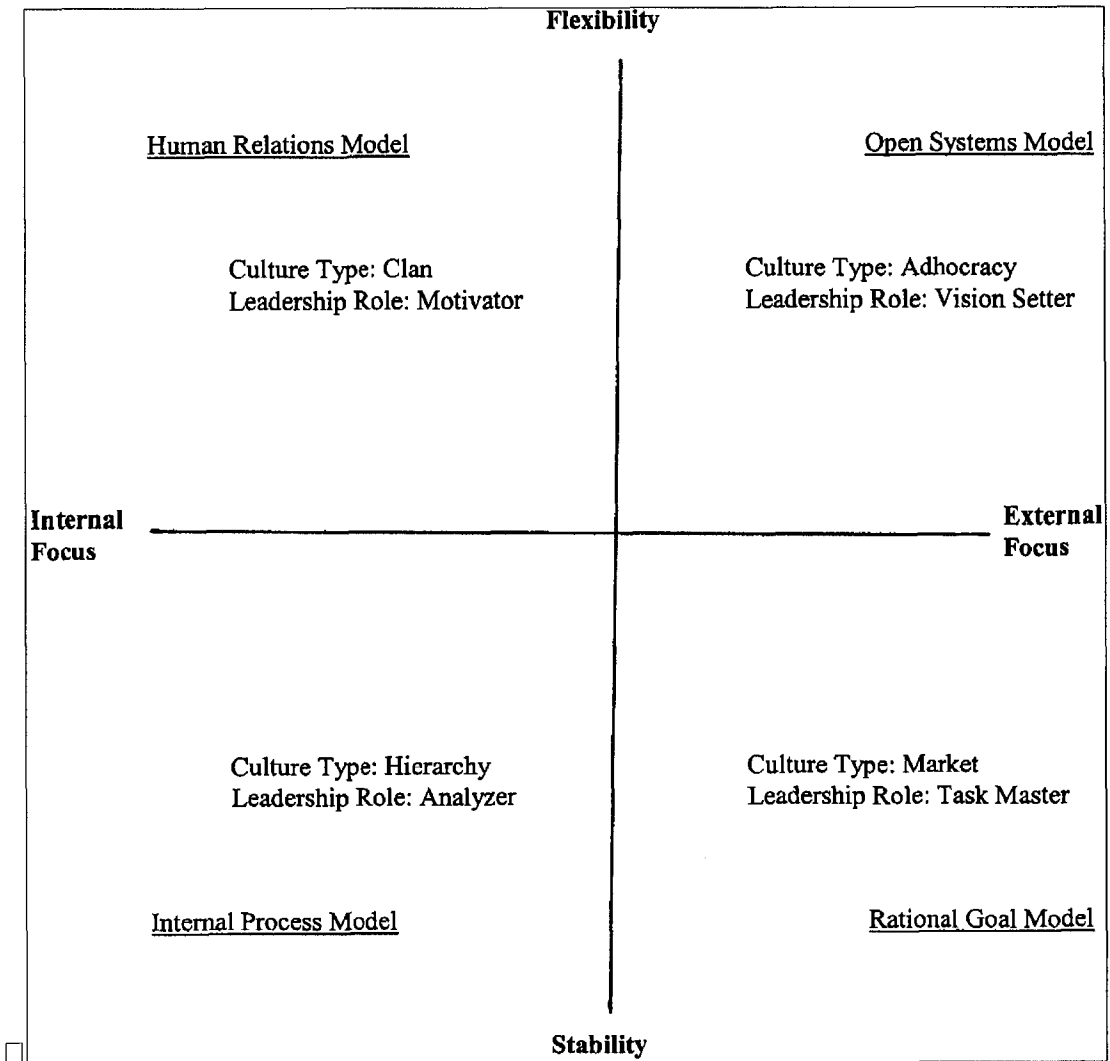 Flexibility
Human Relations Model
Open Systems Model
Culture Type: Clan
Leadership Role: Motivator
Culture Type: Adhocracy
Leadership Role: Vision Setter
Internal
Focus
External
Focus
Culture Type: Hierarchy
Leadership Role: Analyzer
Culture Type: Market
Leadership Role: Task Master
Internal Process Model
Rational Goal Model
Stability